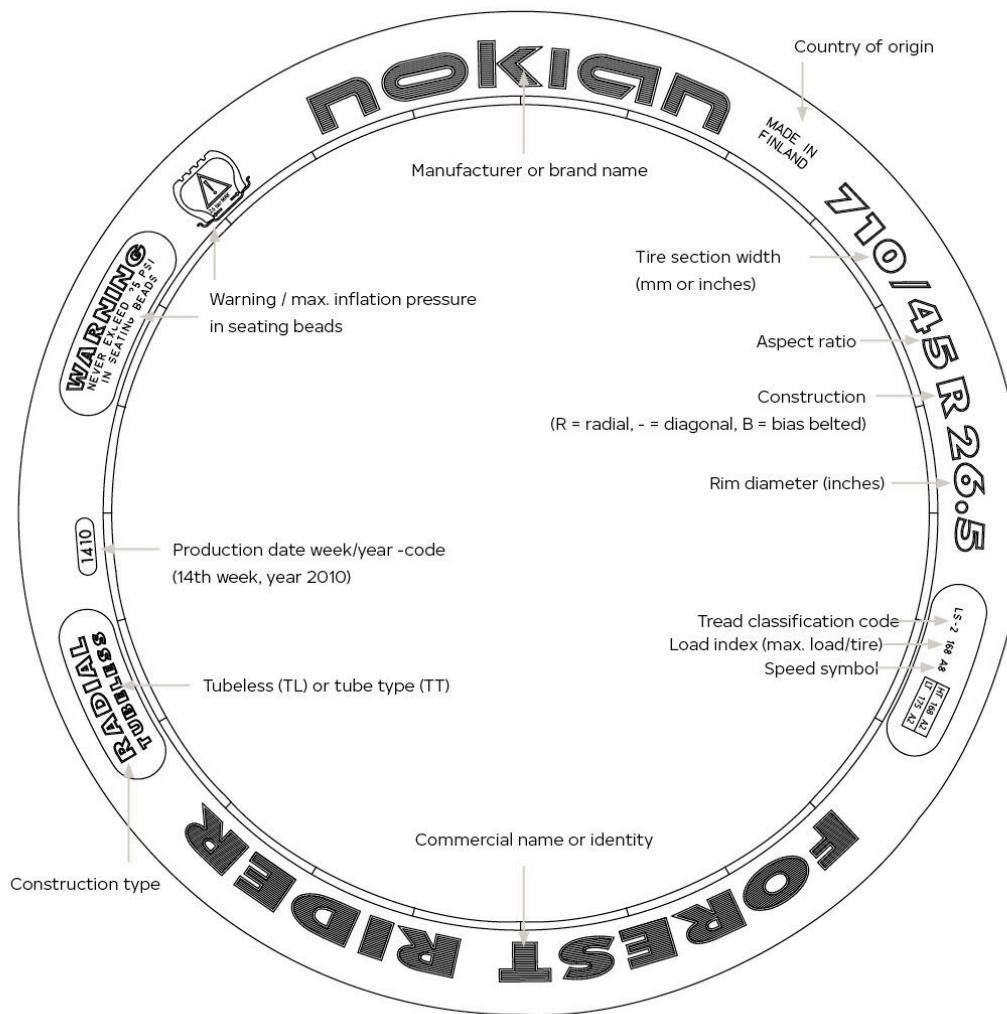 nokian
Country of origin
MADE IN
FINLAND
Manufacturer or brand name
710/45 R 26.5
Tire section width
(mm or inches)
Warning / max. inflation pressure
in seating beads
WARNING
NEVER EXCEED 35 PSI
IN SEATING BEADS
Aspect ratio
Construction
(R = radial, - = diagonal, B = bias belted)
Rim diameter (inches)
1410
Production date week/year -code
(14th week, year 2010)
Tread classification code
Load index (max. load/tire)
Speed symbol
LS-2 168 A8
HT 168 A2
LT 175 A2
RADIAL
TUBELESS
Tubeless (TL) or tube type (TT)
Commercial name or identity
Construction type
FOREST RIDER